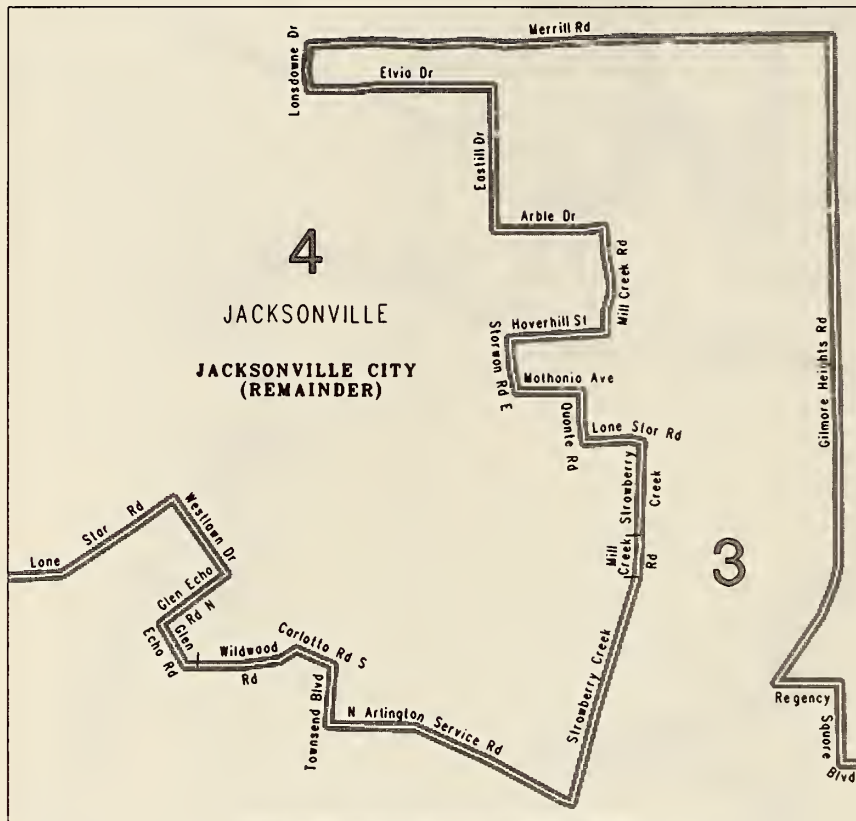 Merrill Rd
Lonsdowne Dr
Elvia Dr
Eastill Dr
Arble Dr
4
Mill Creek Rd
JACKSONVILLE
Hoverhill St
Storwon Rd E
JACKSONVILLE CITY
(REMAINDER)
Mothonio Ave
Gilmore Heights Rd
Quonte Rd
Lone Stor Rd
Strowberry
Creek
Westlown Dr
Lone Stor Rd
Mill
Creek
Rd
3
Glen Echo
Rd N
Glen
Echo Rd
Wildwood
Rd
Corlotto Rd S
Strowberry Creek
Townsend Blvd
N Arlington Service Rd
Regency
Squore
Blvd